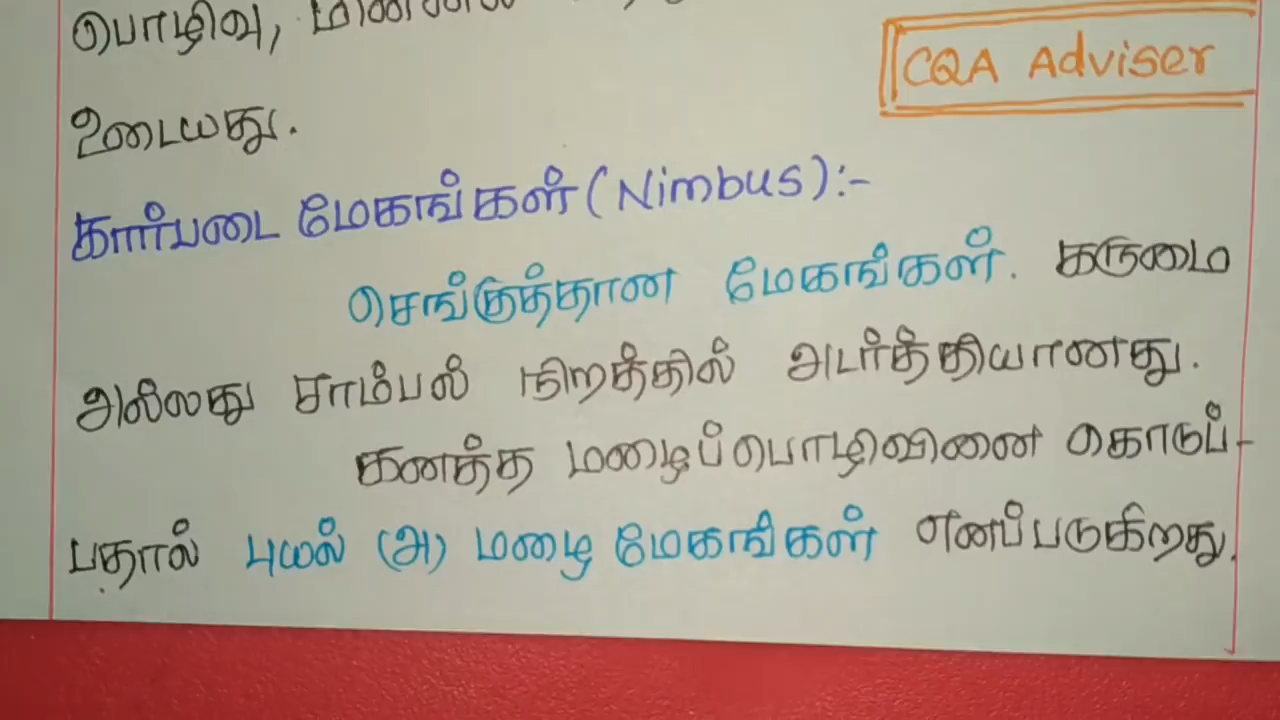 பொழிவு,
CQA Adviser
உடையது.
கார்படை மேகங்கள் (Nimbus):-
செங்குத்தான மேகங்கள். கருமை
அல்லது சாம்பல் நிறத்தில் அடர்த்தியானது.
கனத்த மழைப்பொழிவினை கொடுப்-
பதால் புயல் (அ) மழை மேகங்கள் எனப்படுகிறது.